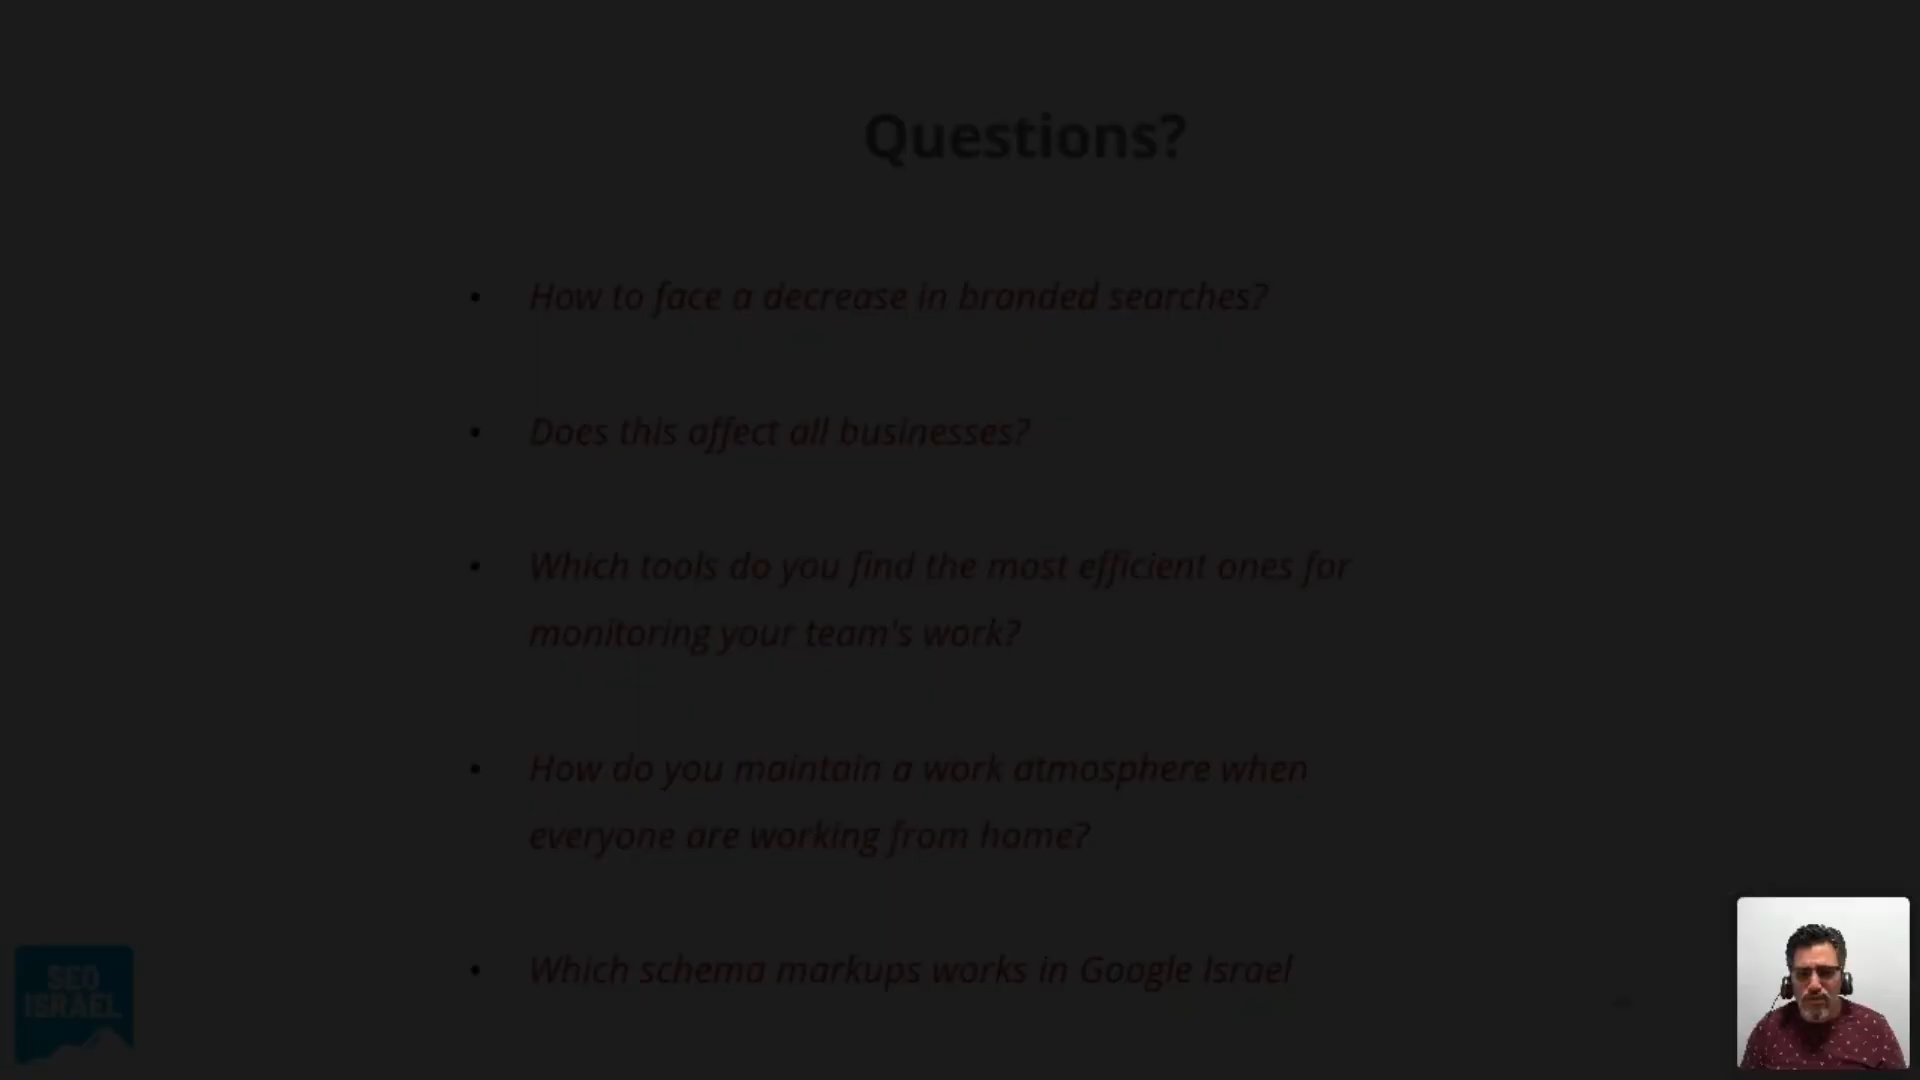 Questions?
• How to face a decrease in branded searches?
• Does this affect all businesses?
• Which tools do you find the most efficient ones for
monitoring your team's work?
• How do you maintain a work atmosphere when
everyone are working from home?
• Which schema markups works in Google Israel
SEO
ISRAEL